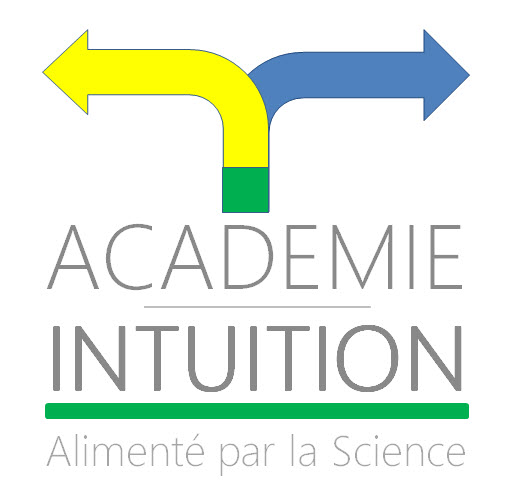 ACADEMIE
INTUITION
Alimenté par la Science